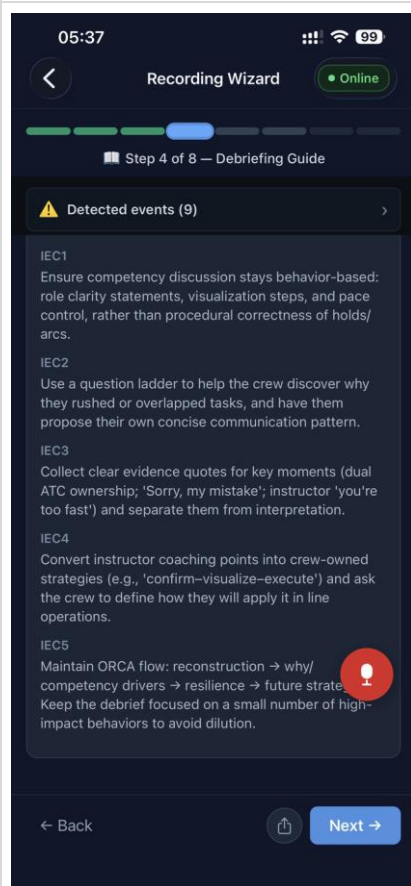 05:37
99
Recording Wizard
Online
Step 4 of 8 — Debriefing Guide
Detected events (9)
IEC1
Ensure competency discussion stays behavior-based:
role clarity statements, visualization steps, and pace
control, rather than procedural correctness of holds/
arcs.
IEC2
Use a question ladder to help the crew discover why
they rushed or overlapped tasks, and have them
propose their own concise communication pattern.
IEC3
Collect clear evidence quotes for key moments (dual
ATC ownership; 'Sorry, my mistake'; instructor 'you're
too fast') and separate them from interpretation.
IEC4
Convert instructor coaching points into crew-owned
strategies (e.g., 'confirm–visualize–execute') and ask
the crew to define how they will apply it in line
operations.
IEC5
Maintain ORCA flow: reconstruction → why/
competency drivers → resilience → future
Keep the debrief focused on a small number of high-
impact behaviors to avoid dilution.
← Back
Next →